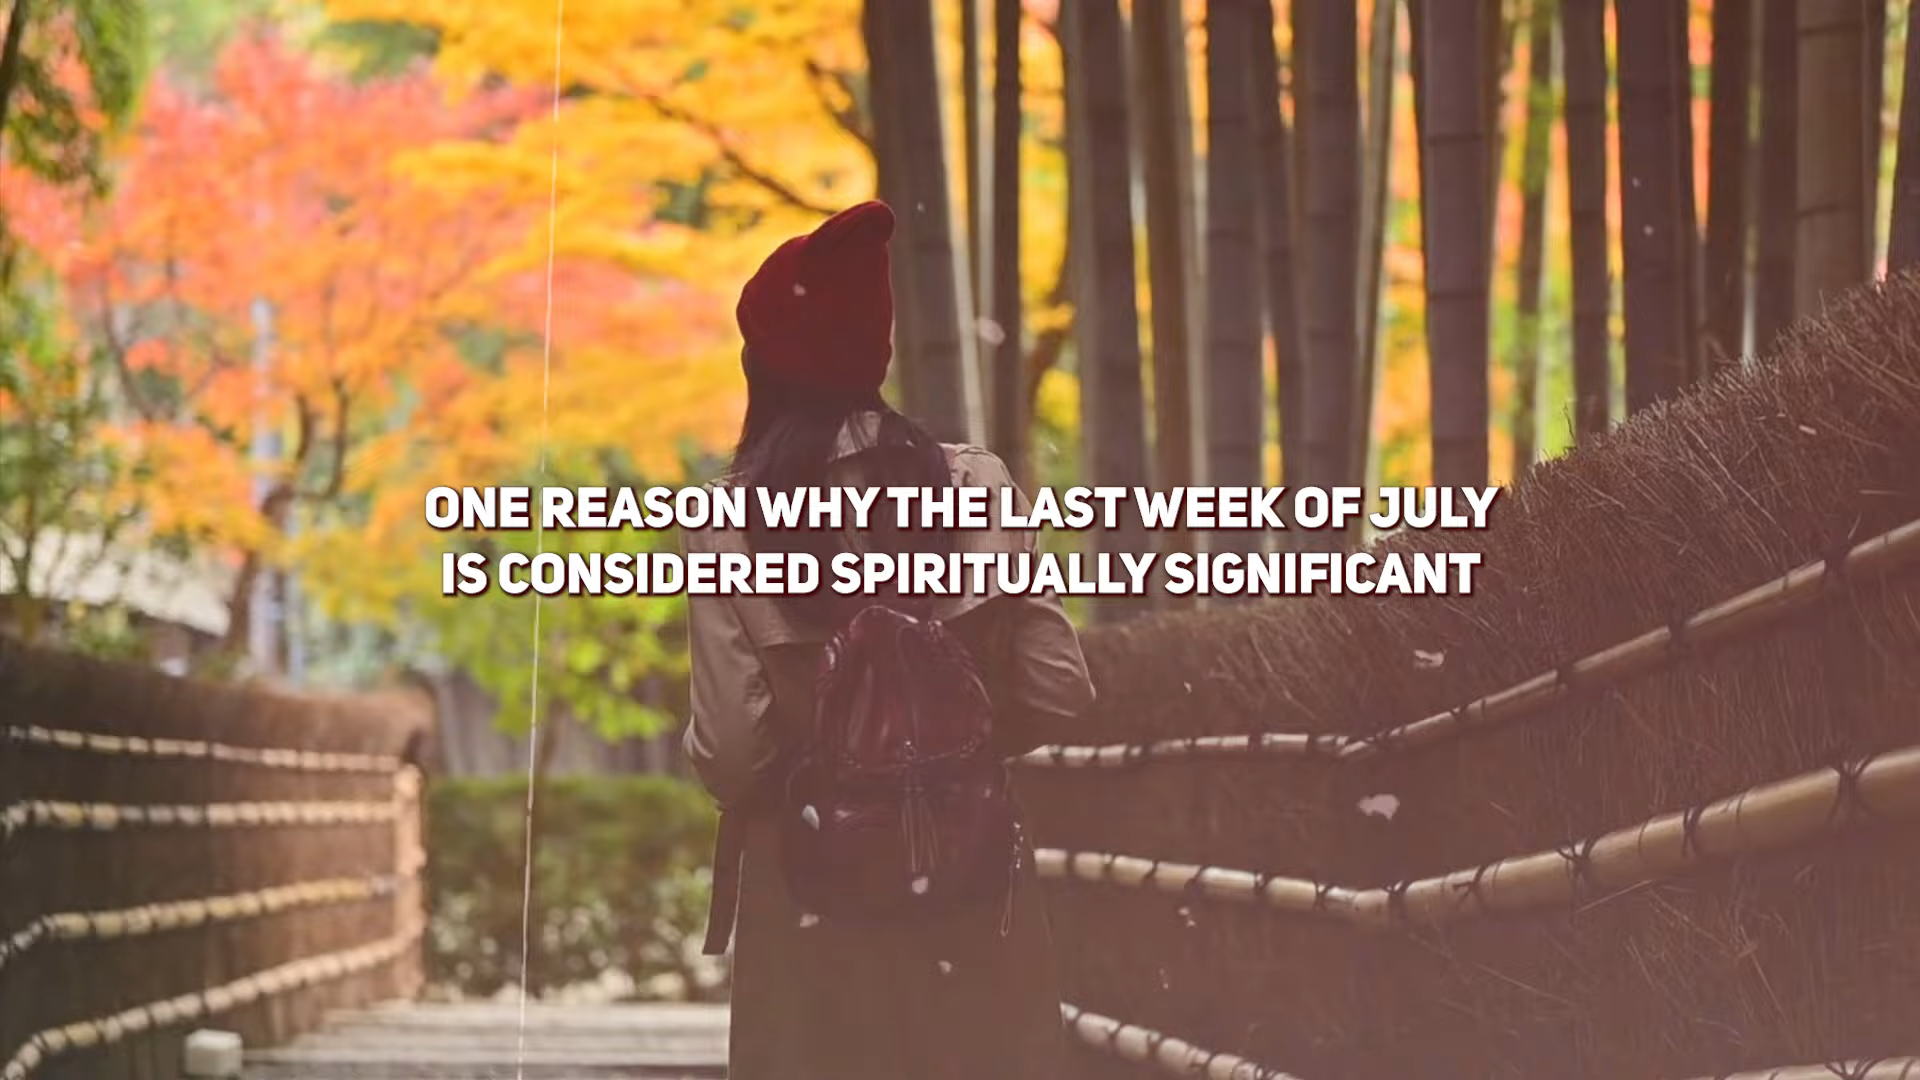 ONE REASON WHY THE LAST WEEK OF JULY
IS CONSIDERED SPIRITUALLY SIGNIFICANT